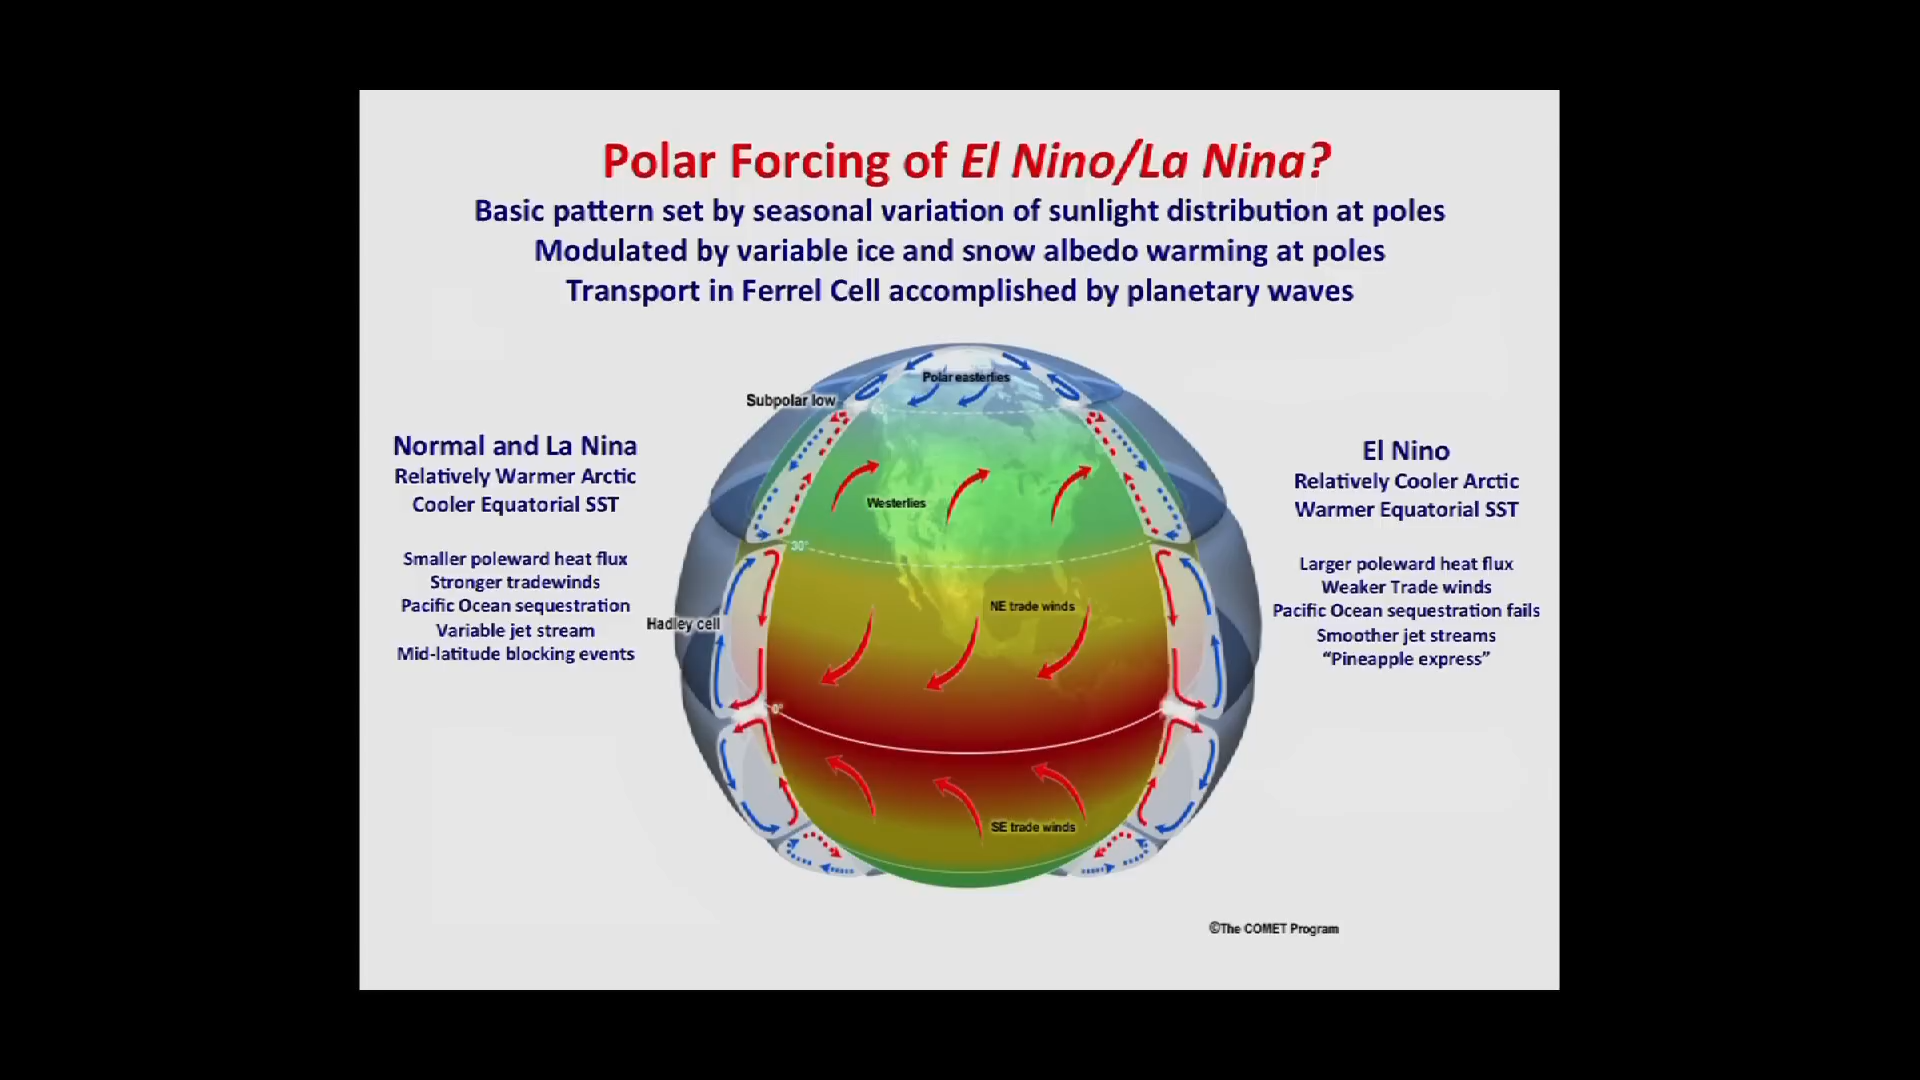 Polar Forcing of El Nino/La Nina?
Basic pattern set by seasonal variation of sunlight distribution at poles
Modulated by variable ice and snow albedo warming at poles
Transport in Ferrel Cell accomplished by planetary waves
Polar easterlies
Subpolar low
60°
Normal and La Nina
Relatively Warmer Arctic
Cooler Equatorial SST
Smaller poleward heat flux
Stronger tradewinds
Pacific Ocean sequestration
Variable jet stream
Mid-latitude blocking events
Westerlies
30°
NE trade winds
Hadley cell
0°
SE trade winds
El Nino
Relatively Cooler Arctic
Warmer Equatorial SST
Larger poleward heat flux
Weaker Trade winds
Pacific Ocean sequestration fails
Smoother jet streams
“Pineapple express”
©The COMET Program